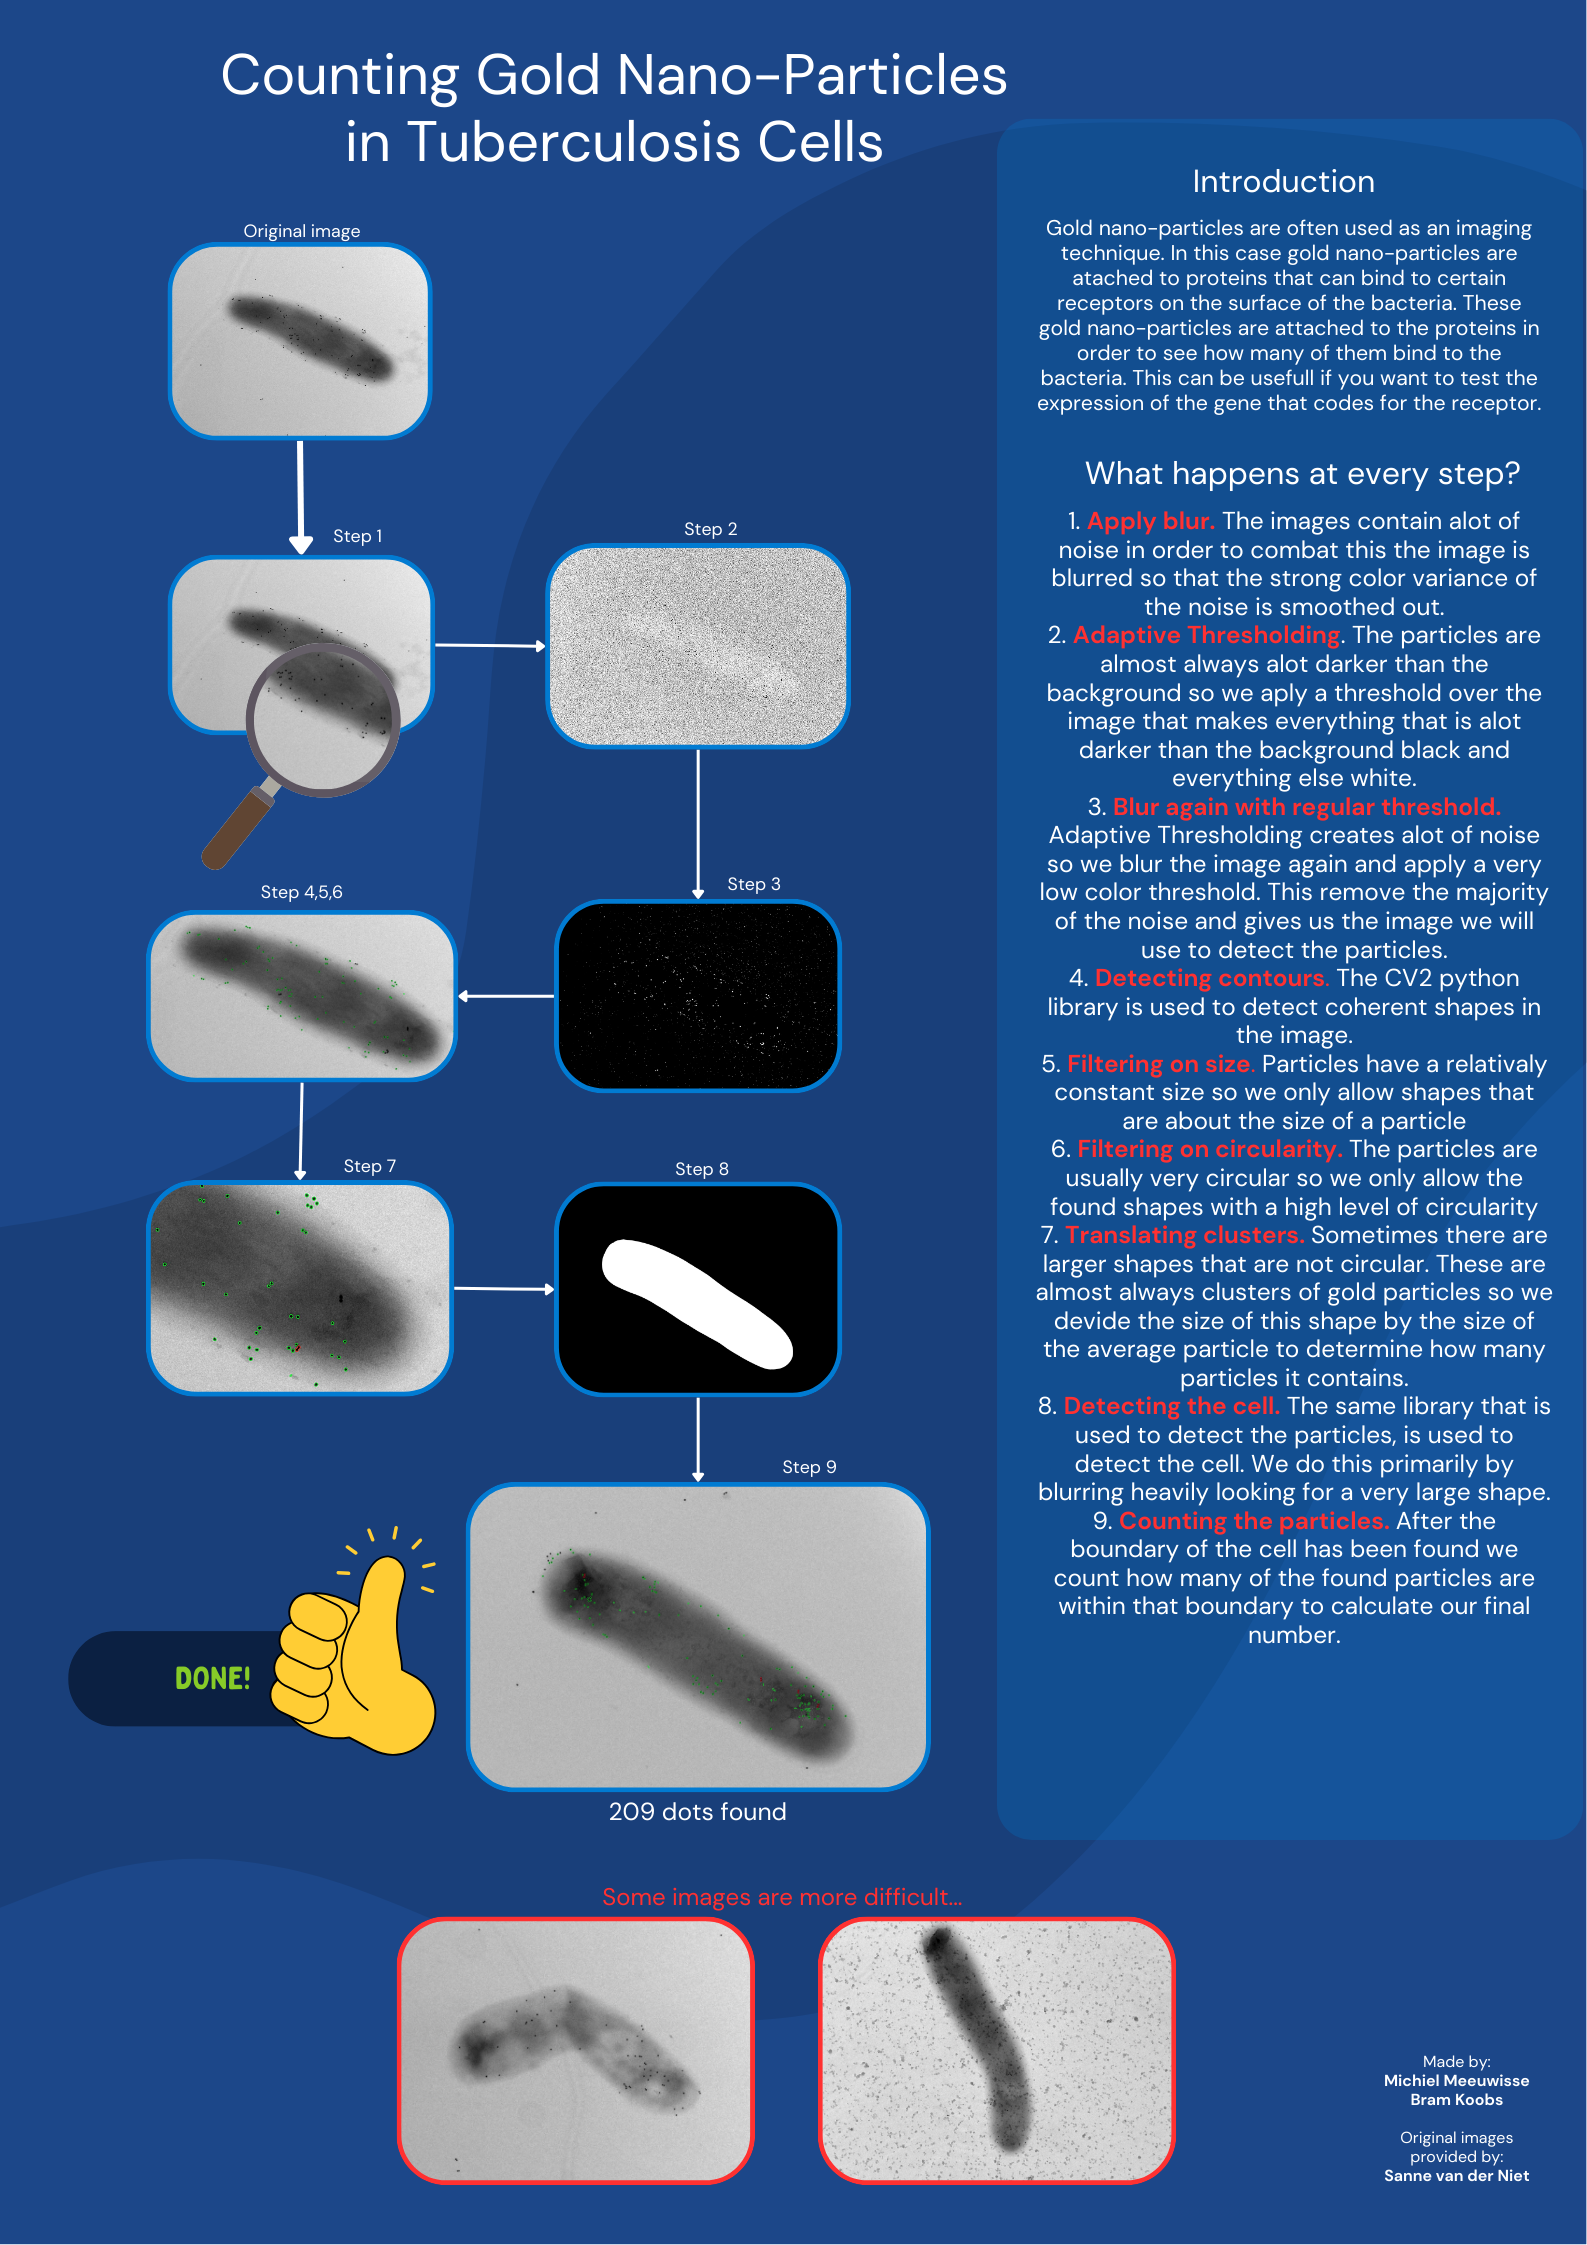 Counting Gold Nano-Particles
in Tuberculosis Cells
Original image
Step 1
Step 2
Step 3
Step 4,5,6
Step 7
Step 8
Step 9
DONE!
209 dots found
Introduction
Gold nano-particles are often used as an imaging
technique. In this case gold nano-particles are
atached to proteins that can bind to certain
receptors on the surface of the bacteria. These
gold nano-particles are attached to the proteins in
order to see how many of them bind to the
bacteria. This can be usefull if you want to test the
expression of the gene that codes for the receptor.
What happens at every step?
1. Apply blur. The images contain alot of
noise in order to combat this the image is
blurred so that the strong color variance of
the noise is smoothed out.
2. Adaptive Thresholding. The particles are
almost always alot darker than the
background so we aply a threshold over the
image that makes everything that is alot
darker than the background black and
everything else white.
3. Blur again with regular threshold.
Adaptive Thresholding creates alot of noise
so we blur the image again and apply a very
low color threshold. This remove the majority
of the noise and gives us the image we will
use to detect the particles.
4. Detecting contours. The CV2 python
library is used to detect coherent shapes in
the image.
5. Filtering on size. Particles have a relativaly
constant size so we only allow shapes that
are about the size of a particle
6. Filtering on circularity. The particles are
usually very circular so we only allow the
found shapes with a high level of circularity
7. Translating clusters. Sometimes there are
larger shapes that are not circular. These are
almost always clusters of gold particles so we
devide the size of this shape by the size of
the average particle to determine how many
particles it contains.
8. Detecting the cell. The same library that is
used to detect the particles, is used to
detect the cell. We do this primarily by
blurring heavily looking for a very large shape.
9. Counting the particles. After the
boundary of the cell has been found we
count how many of the found particles are
within that boundary to calculate our final
number.
Some images are more difficult...
Made by:
Michiel Meeuwisse
Bram Koobs
Original images
provided by:
Sanne van der Niet